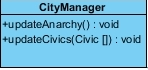 CityManager
+updateAnarchy() : void
+updateCivics(Civic []) : void